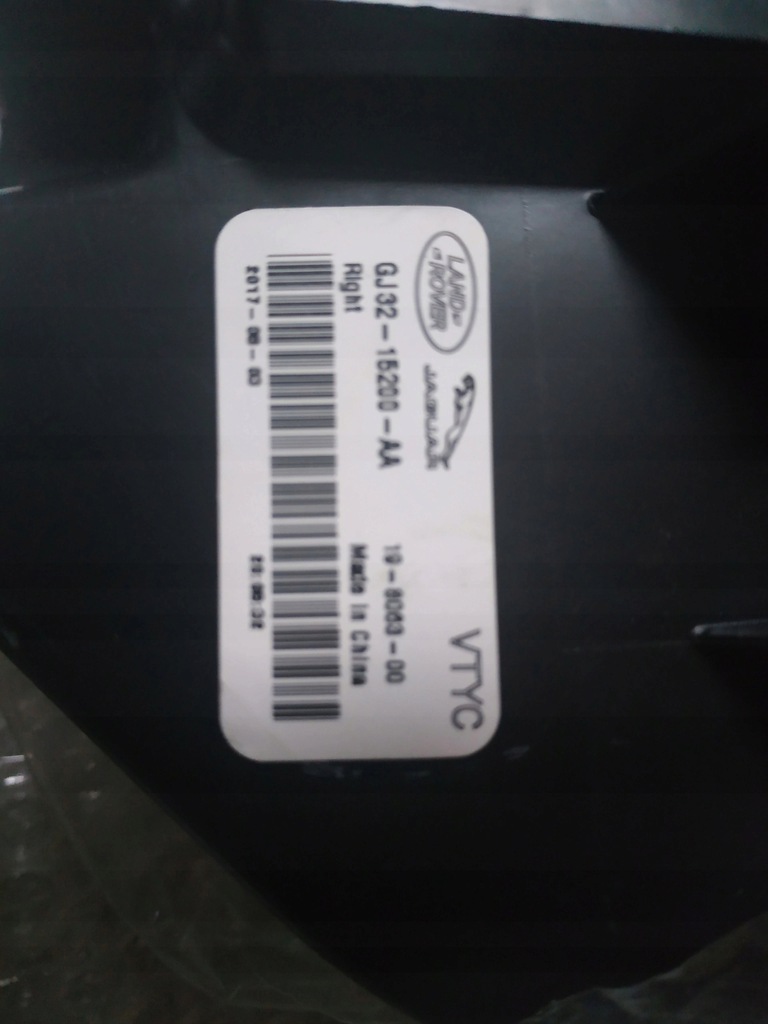 LAND ROVER
JAGUAR
VTYC
GJ32-15200-AA
19-8063-00
Right
Made in China
2017-08-03